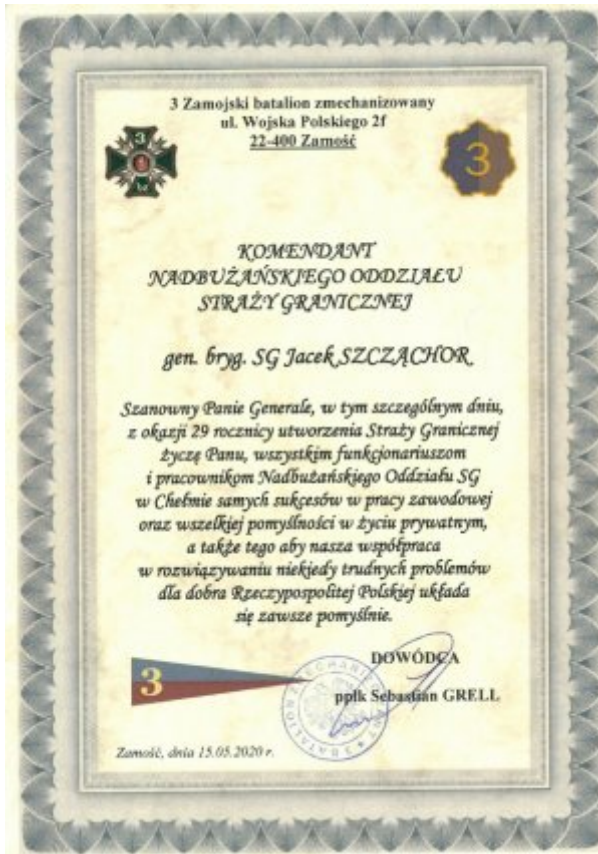 3 Zamojski batalion zmechanizowany
ul. Wojska Polskiego 2f
22-400 Zamość
3
3
KOMENDANT
NADBUŻAŃSKIEGO ODDZIAŁU
STRAŻY GRANICZNEJ
gen. bryg. SG Jacek SZCZĄCHOR
Szanowny Panie Generale, w tym szczególnym dniu,
z okazji 29 rocznicy utworzenia Straży Granicznej
życzę Panu, wszystkim funkcjonariuszom
i pracownikom Nadbużańskiego Oddziału SG
w Chełmie samych sukcesów w pracy zawodowej
oraz wszelkiej pomyślności w życiu prywatnym,
a także tego aby nasza współpraca
w rozwiązywaniu niekiedy trudnych problemów
dla dobra Rzeczypospolitej Polskiej układa
się zawsze pomyślnie.
DOWÓDCA
3
ppłk Sebastian GRELL
Zamość, dnia 15.05.2020 r.